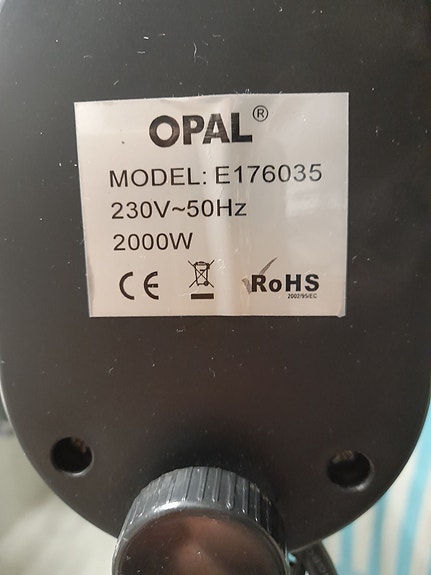 OPAL®
MODEL: E176035
230V~50Hz
2000W
CE
RoHS
2002/95/EC